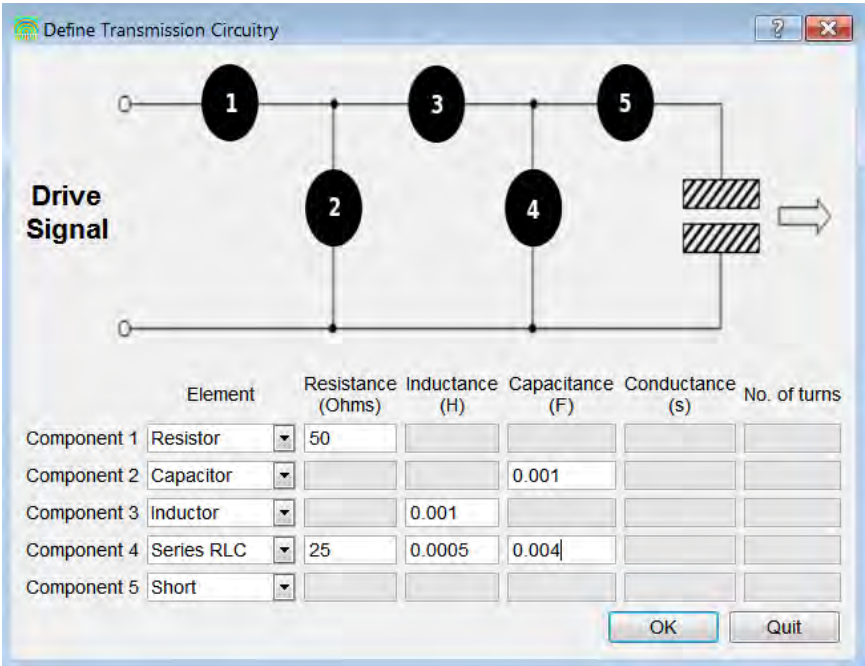 Define Transmission Circuitry
1 3 5
Drive
Signal
2 4
Element Resistance (Ohms) Inductance (H) Capacitance (F) Conductance (s) No. of turns
Component 1 Resistor 50
Component 2 Capacitor 0.001
Component 3 Inductor 0.001
Component 4 Series RLC 25 0.0005 0.004
Component 5 Short
OK Quit